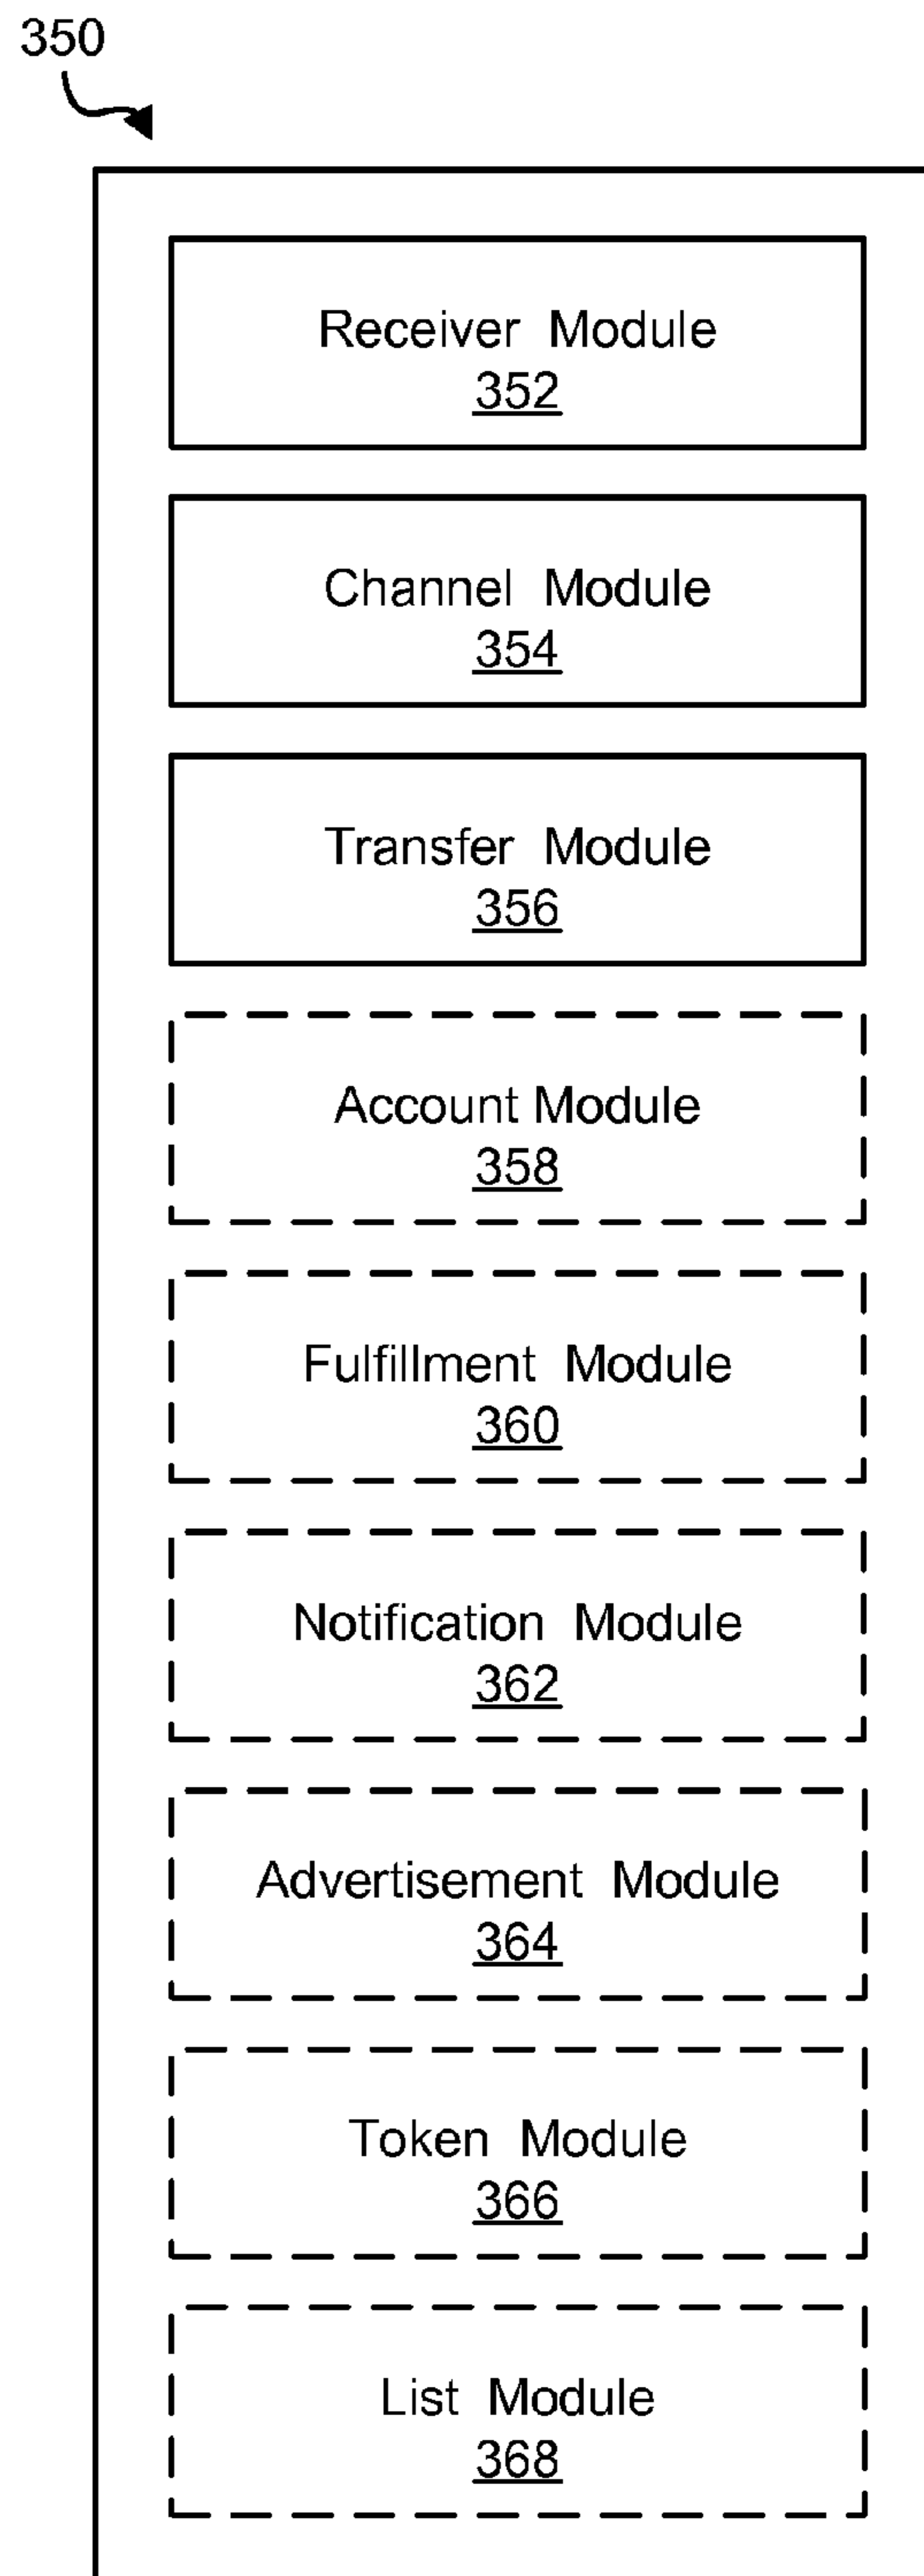 350
Receiver Module
352
Channel Module
354
Transfer Module
356
Account Module
358
Fulfillment Module
360
Notification Module
362
Advertisement Module
364
Token Module
366
List Module
368